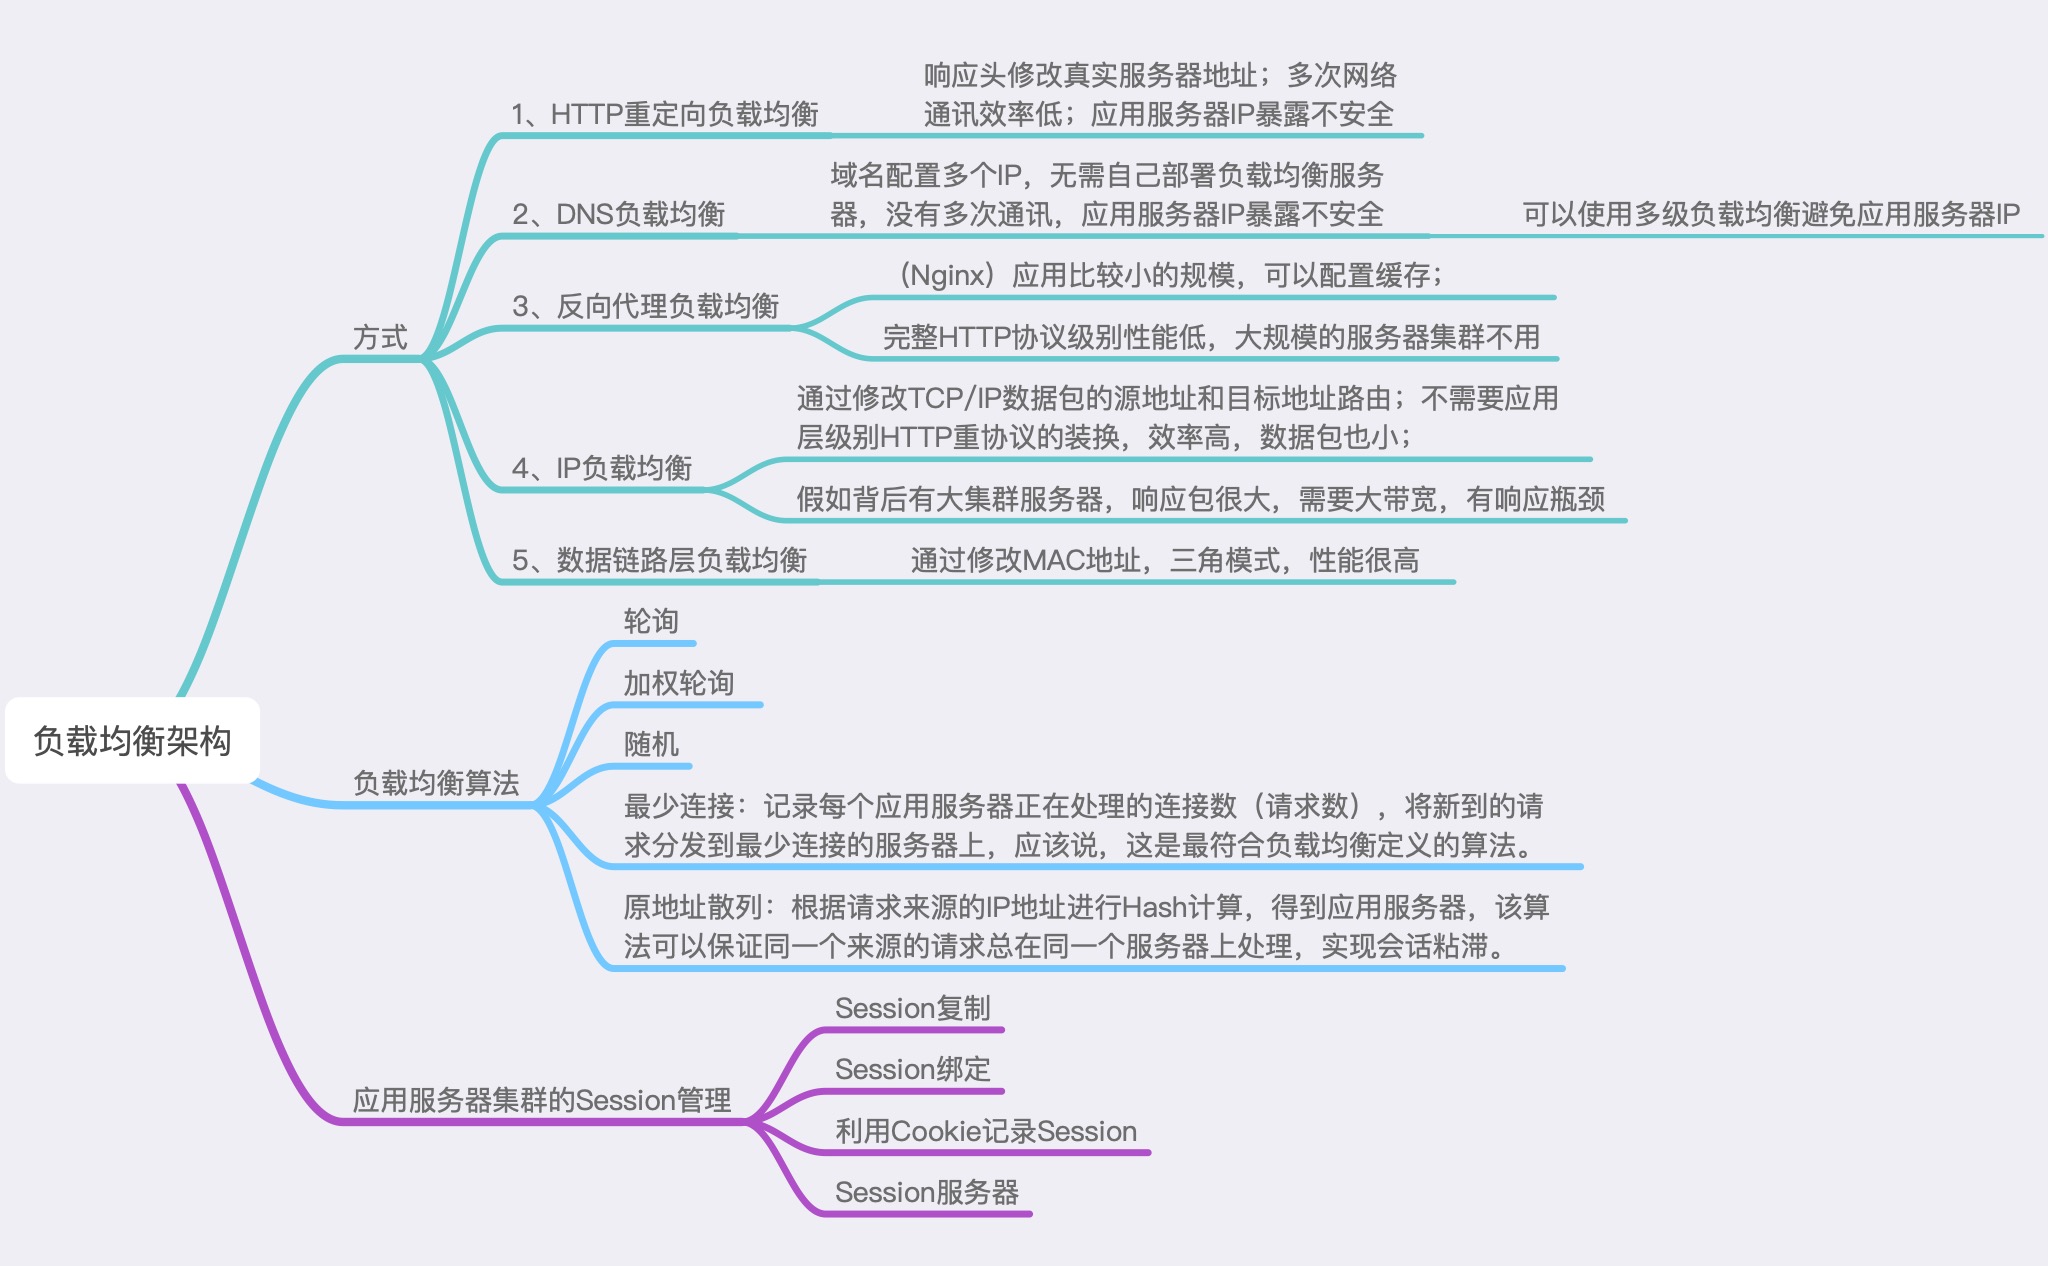 响应头修改真实服务器地址；多次网络
通讯效率低；应用服务器IP暴露不安全
1、HTTP重定向负载均衡
域名配置多个IP，无需自己部署负载均衡服务
器，没有多次通讯，应用服务器IP暴露不安全
2、DNS负载均衡
可以使用多级负载均衡避免应用服务器IP
（Nginx）应用比较小的规模，可以配置缓存；
3、反向代理负载均衡
完整HTTP协议级别性能低，大规模的服务器集群不用
方式
通过修改TCP/IP数据包的源地址和目标地址路由；不需要应用
层级别HTTP重协议的装换，效率高，数据包也小；
4、IP负载均衡
假如背后有大集群服务器，响应包很大，需要大带宽，有响应瓶颈
5、数据链路层负载均衡
通过修改MAC地址，三角模式，性能很高
轮询
加权轮询
负载均衡架构
随机
负载均衡算法
最少连接：记录每个应用服务器正在处理的连接数（请求数），将新到的请
求分发到最少连接的服务器上，应该说，这是最符合负载均衡定义的算法。
原地址散列：根据请求来源的IP地址进行Hash计算，得到应用服务器，该算
法可以保证同一个来源的请求总在同一个服务器上处理，实现会话粘滞。
Session复制
Session绑定
应用服务器集群的Session管理
利用Cookie记录Session
Session服务器